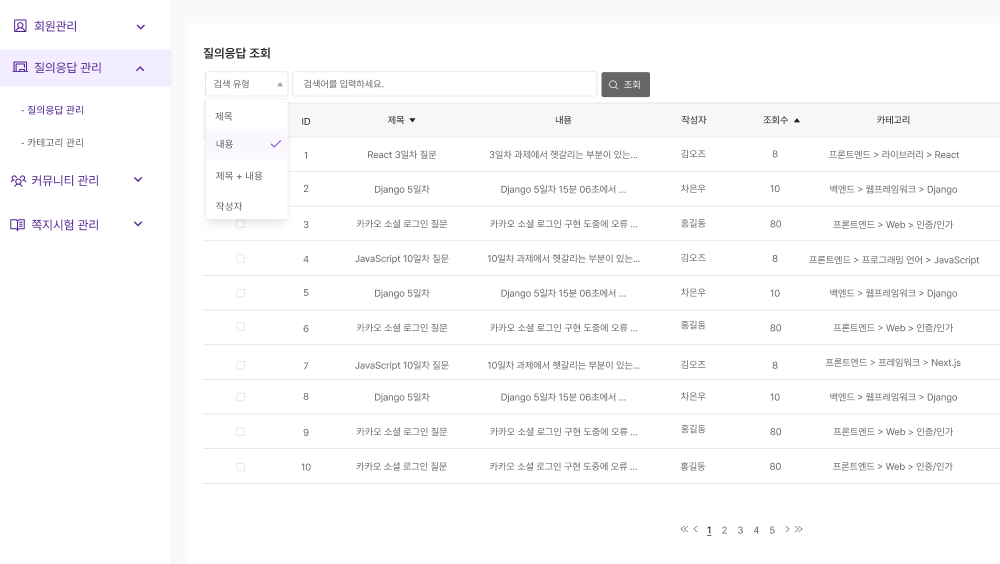 회원관리
질의응답 관리
- 질의응답 관리
- 카테고리 관리
커뮤니티 관리
쪽지시험 관리
질의응답 조회
검색 유형
검색어를 입력하세요.
조회
제목
내용
제목 + 내용
작성자
ID 제목 내용 작성자 조회수 카테고리
1 React 3일차 질문 3일차 과제에서 헷갈리는 부분이 있는... 김오즈 8 프론트엔드 > 라이브러리 > React
2 Django 5일차 Django 5일차 15분 06초에서 ... 차은우 10 백엔드 > 웹프레임워크 > Django
3 카카오 소셜 로그인 질문 카카오 소셜 로그인 구현 도중에 오류 ... 홍길동 80 프론트엔드 > Web > 인증/인가
4 JavaScript 10일차 질문 10일차 과제에서 헷갈리는 부분이 있는... 김오즈 8 프론트엔드 > 프로그래밍 언어 > JavaScript
5 Django 5일차 Django 5일차 15분 06초에서 ... 차은우 10 백엔드 > 웹프레임워크 > Django
6 카카오 소셜 로그인 질문 카카오 소셜 로그인 구현 도중에 오류 ... 홍길동 80 프론트엔드 > Web > 인증/인가
7 JavaScript 10일차 질문 10일차 과제에서 헷갈리는 부분이 있는... 김오즈 8 프론트엔드 > 프레임워크 > Next.js
8 Django 5일차 Django 5일차 15분 06초에서 ... 차은우 10 백엔드 > 웹프레임워크 > Django
9 카카오 소셜 로그인 질문 카카오 소셜 로그인 구현 도중에 오류 ... 홍길동 80 프론트엔드 > Web > 인증/인가
10 카카오 소셜 로그인 질문 카카오 소셜 로그인 구현 도중에 오류 ... 홍길동 80 프론트엔드 > Web > 인증/인가
1 2 3 4 5